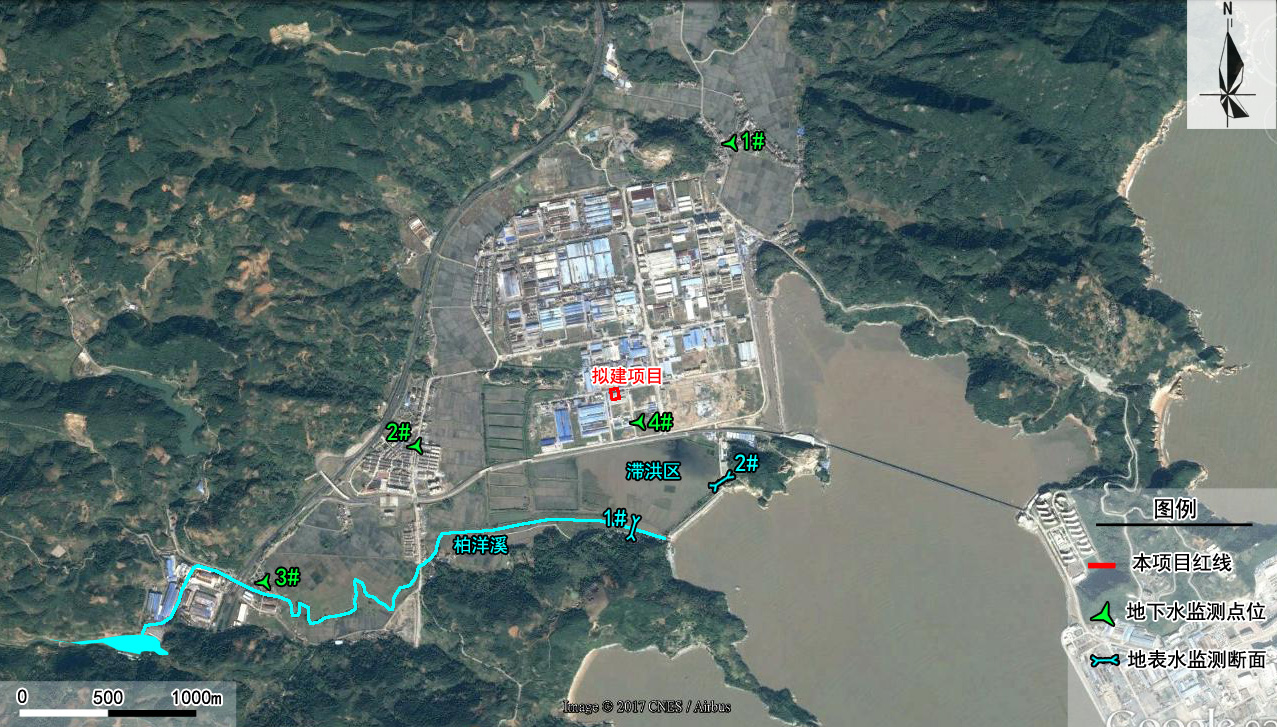 N
1#
拟建项目
4#
2#
滞洪区
2#
1#
柏洋溪
3#
图例
本项目红线
地下水监测点位
地表水监测断面
0 500 1000m
Image © 2017 CNES / Airbus